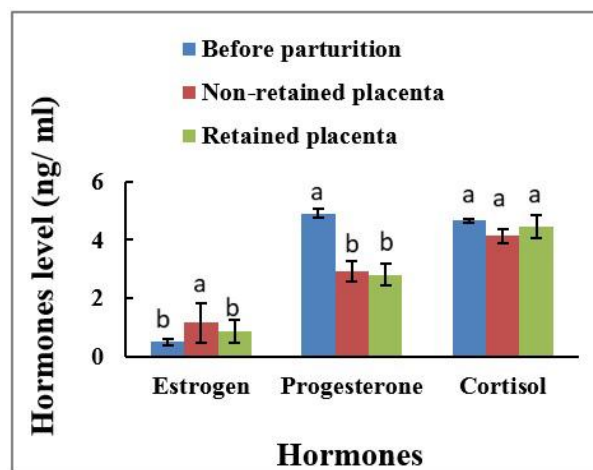 Before parturition
Non-retained placenta
Retained placenta
Hormones level (ng/ ml)
6
4
2
0
b a b
a b b
a a a
Estrogen Progesterone Cortisol
Hormones